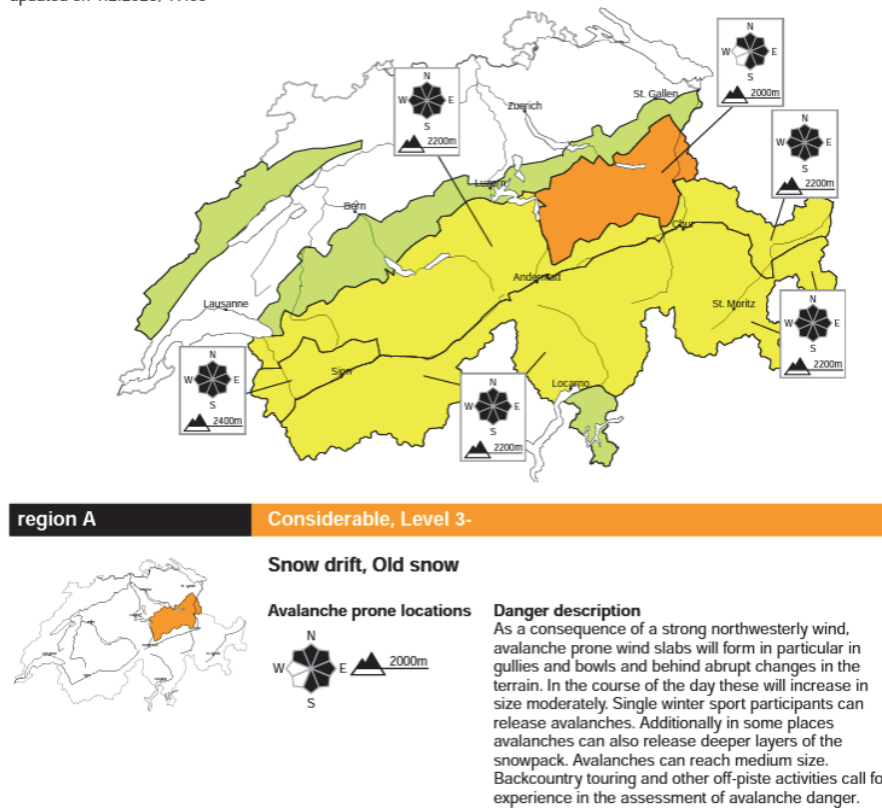 N
W E
S
2000m
St. Gallen
N
W E
S
2200m
Zuerich
N
W E
S
2200m
Luzern
Bern
Chur
Andermatt
St. Moritz
Lausanne
N
W E
S
2200m
N
W E
S
2400m
Sion
Locarno
N
W E
S
2200m
region A
Considerable, Level 3-
Snow drift, Old snow
Avalanche prone locations
N
W E
S
2000m
Danger description
As a consequence of a strong northwesterly wind,
avalanche prone wind slabs will form in particular in
gullies and bowls and behind abrupt changes in the
terrain. In the course of the day these will increase in
size moderately. Single winter sport participants can
release avalanches. Additionally in some places
avalanches can also release deeper layers of the
snowpack. Avalanches can reach medium size.
Backcountry touring and other off-piste activities call fo
experience in the assessment of avalanche danger.